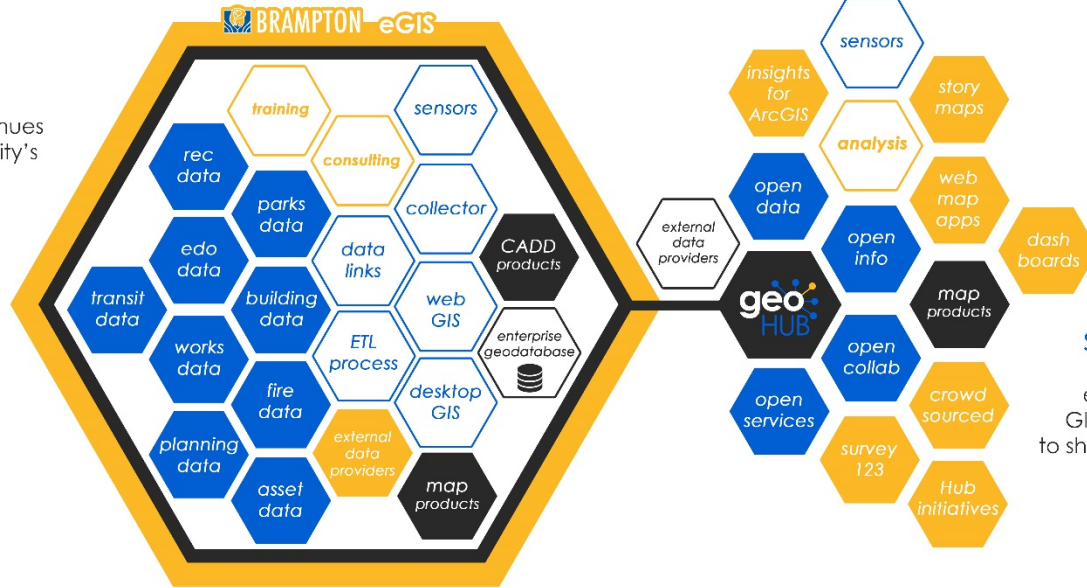 BRAMPTON eGIS
nues
ity's
training
consulting
sensors
rec
data
parks
data
collector
edo
data
data
links
CADD
products
transit
data
building
data
web
GIS
works
data
ETL
process
enterprise
geodatabase
fire
data
desktop
GIS
planning
data
external
data
providers
asset
data
map
products
external
data
providers
geo
HUB
sensors
insights
for
ArcGIS
story
maps
analysis
open
data
web
map
apps
open
info
dash
boards
map
products
open
collab
open
services
crowd
sourced
survey
123
Hub
initiatives
S
e
GI
to sh